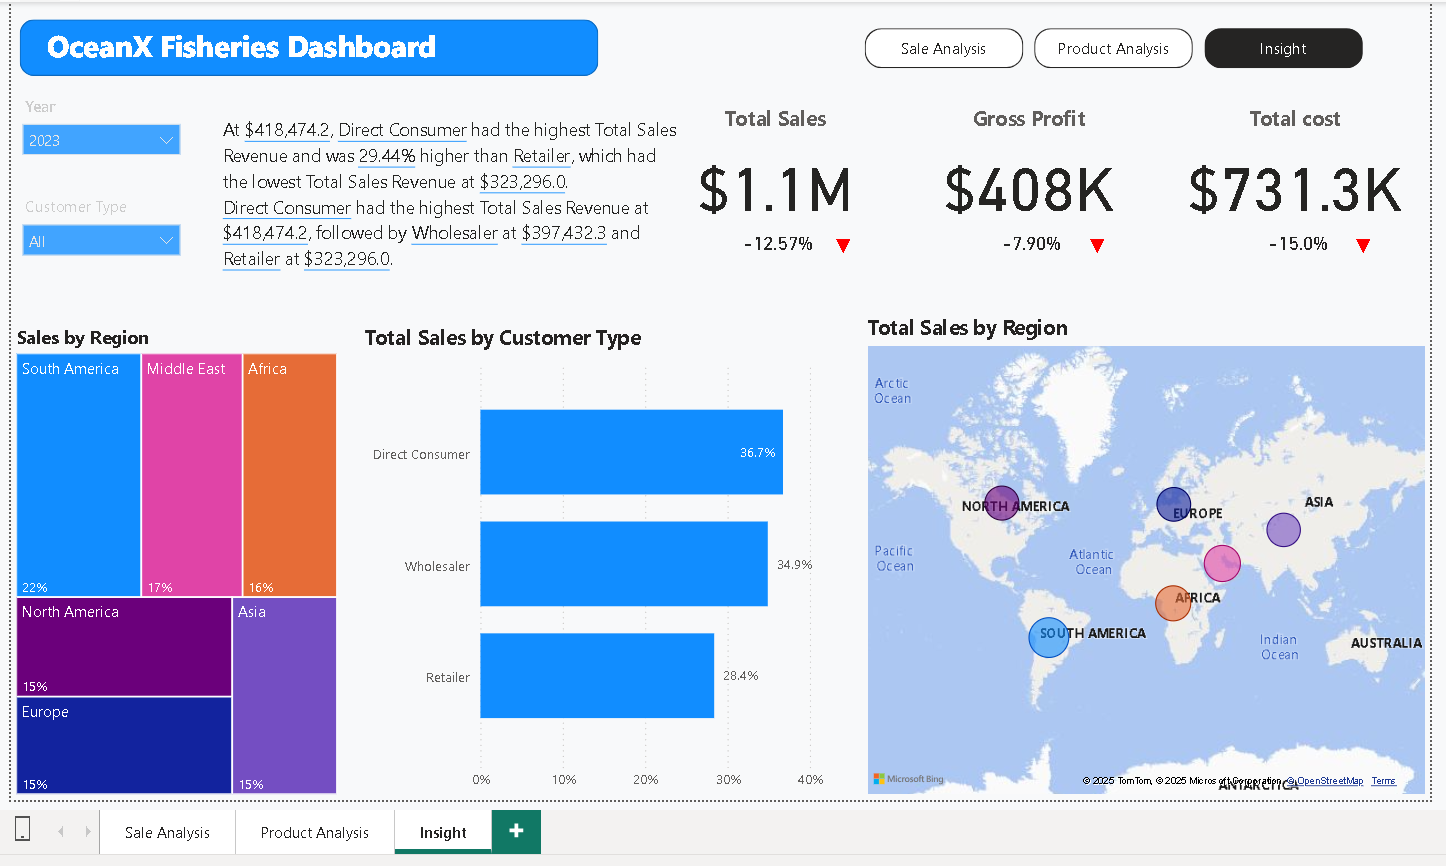 OceanX Fisheries Dashboard
Sale Analysis
Product Analysis
Insight
Year
2023
Customer Type
All
At $418,474.2, Direct Consumer had the highest Total Sales
Revenue and was 29.44% higher than Retailer, which had
the lowest Total Sales Revenue at $323,296.0.
Direct Consumer had the highest Total Sales Revenue at
$418,474.2, followed by Wholesaler at $397,432.3 and
Retailer at $323,296.0.
Total Sales
$1.1M
-12.57%
Gross Profit
$408K
-7.90%
Total cost
$731.3K
-15.0%
Sales by Region
South America
22%
Middle East
17%
Africa
16%
North America
15%
Europe
15%
Asia
15%
Total Sales by Customer Type
Direct Consumer
36.7%
Wholesaler
34.9%
Retailer
28.4%
0%
10%
20%
30%
40%
Total Sales by Region
Arctic
Ocean
NORTH AMERICA
EUROPE
ASIA
Pacific
Ocean
Atlantic
Ocean
AFRICA
SOUTH AMERICA
Indian
Ocean
AUSTRALIA
ANTARCTICA
Microsoft Bing
© 2025 TomTom, © 2025 Microsoft Corporation, © OpenStreetMap Terms
Sale Analysis
Product Analysis
Insight
+